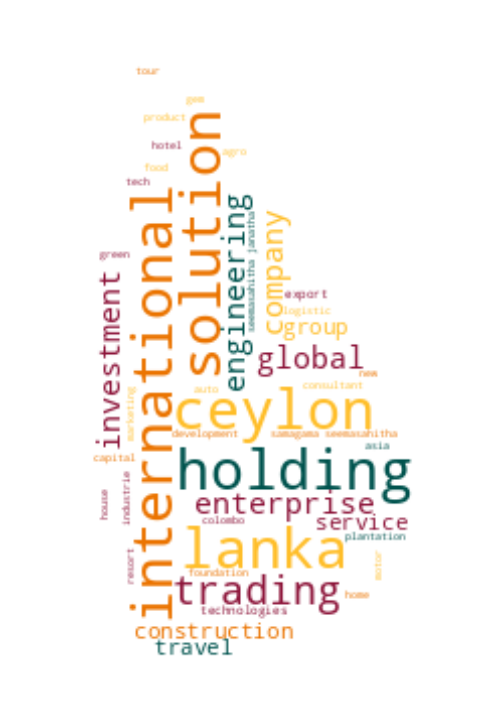 tour
gem
product
solution
hotel
agro
food
tech
international
engineering
seemasahitha janatha
company
green
investment
export
logistic
group
global
new
consultant
auto
marketing
ceylon
development
samagama seemasahitha
asia
capital
holding
house
industrie
enterprise
colombo
service
plantation
lanka
resort
motor
foundation
trading
home
technologies
construction
travel